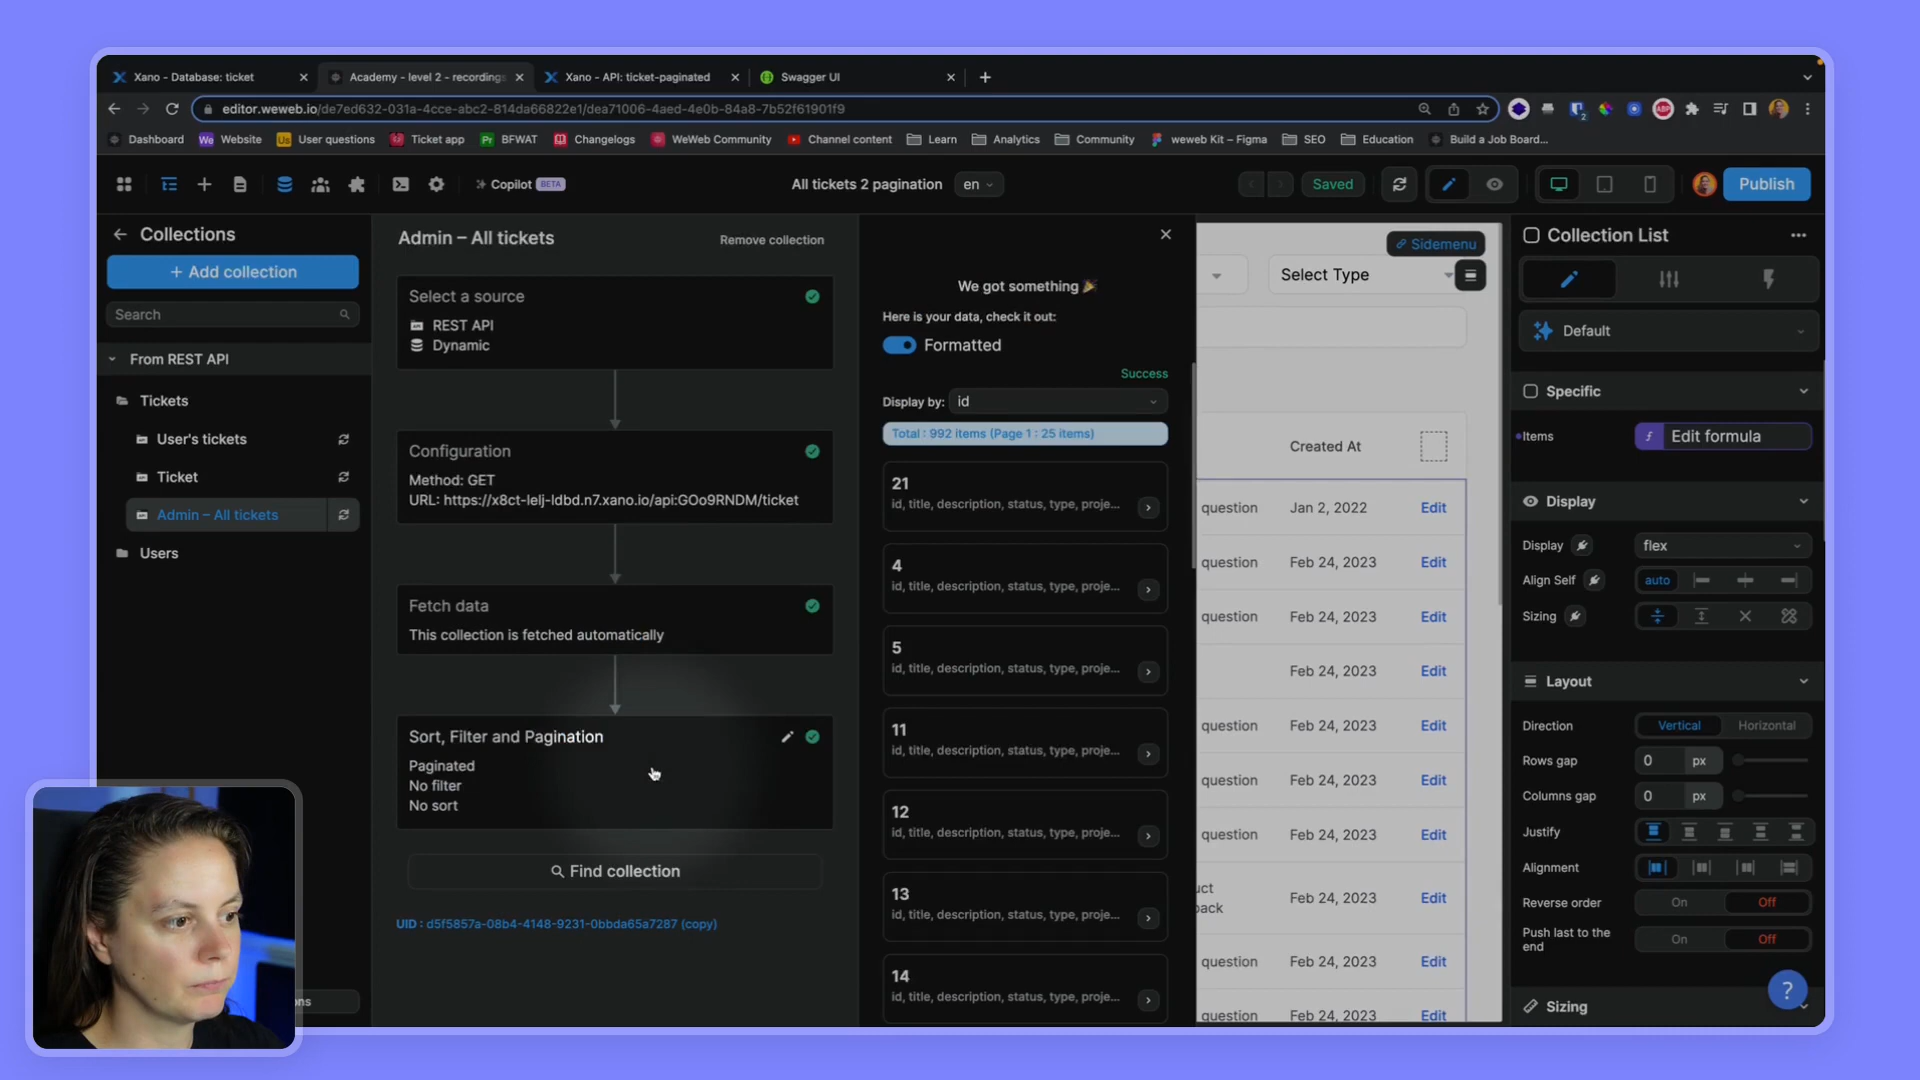 Xano - Database: ticket
Academy - level 2 - recordings
Xano - API: ticket-paginated
Swagger UI
editor.weweb.io/de7ed632-031a-4cce-abc2-814da66822e1/dea71006-4aed-4e0b-84a8-7b52f61901f9
Dashboard
Website
User questions
Ticket app
BFWAT
Changelogs
WeWeb Community
Channel content
Learn
Analytics
Community
weweb Kit – Figma
SEO
Education
Build a Job Board...
Copilot BETA
All tickets 2 pagination
en
Saved
Publish
Collections
+ Add collection
Search
From REST API
Tickets
User's tickets
Ticket
Admin – All tickets
Users
Admin – All tickets
Remove collection
Select a source
REST API
Dynamic
Configuration
Method: GET
URL: https://x8ct-lelj-ldbd.n7.xano.io/api:GOo9RNDM/ticket
Fetch data
This collection is fetched automatically
Sort, Filter and Pagination
Paginated
No filter
No sort
Find collection
UID : d5f5857a-08b4-4148-9231-0bbda65a7287 (copy)
We got something 🎉
Here is your data, check it out:
Formatted
Success
Display by: id
Total : 992 items (Page 1 : 25 items)
21
id, title, description, status, type, proje...
4
id, title, description, status, type, proje...
5
id, title, description, status, type, proje...
11
id, title, description, status, type, proje...
12
id, title, description, status, type, proje...
13
id, title, description, status, type, proje...
14
id, title, description, status, type, proje...
Sidemenu
Select Type
Created At
question Jan 2, 2022 Edit
question Feb 24, 2023 Edit
question Feb 24, 2023 Edit
Feb 24, 2023 Edit
question Feb 24, 2023 Edit
question Feb 24, 2023 Edit
question Feb 24, 2023 Edit
uct
back
Feb 24, 2023 Edit
question Feb 24, 2023 Edit
question Feb 24, 2023 Edit
Collection List
Default
Specific
Items
Edit formula
Display
Display
flex
Align Self
auto
Sizing
Layout
Direction
Vertical
Horizontal
Rows gap
0 px
Columns gap
0 px
Justify
Alignment
Reverse order
On
Off
Push last to the
end
On
Off
Sizing
?